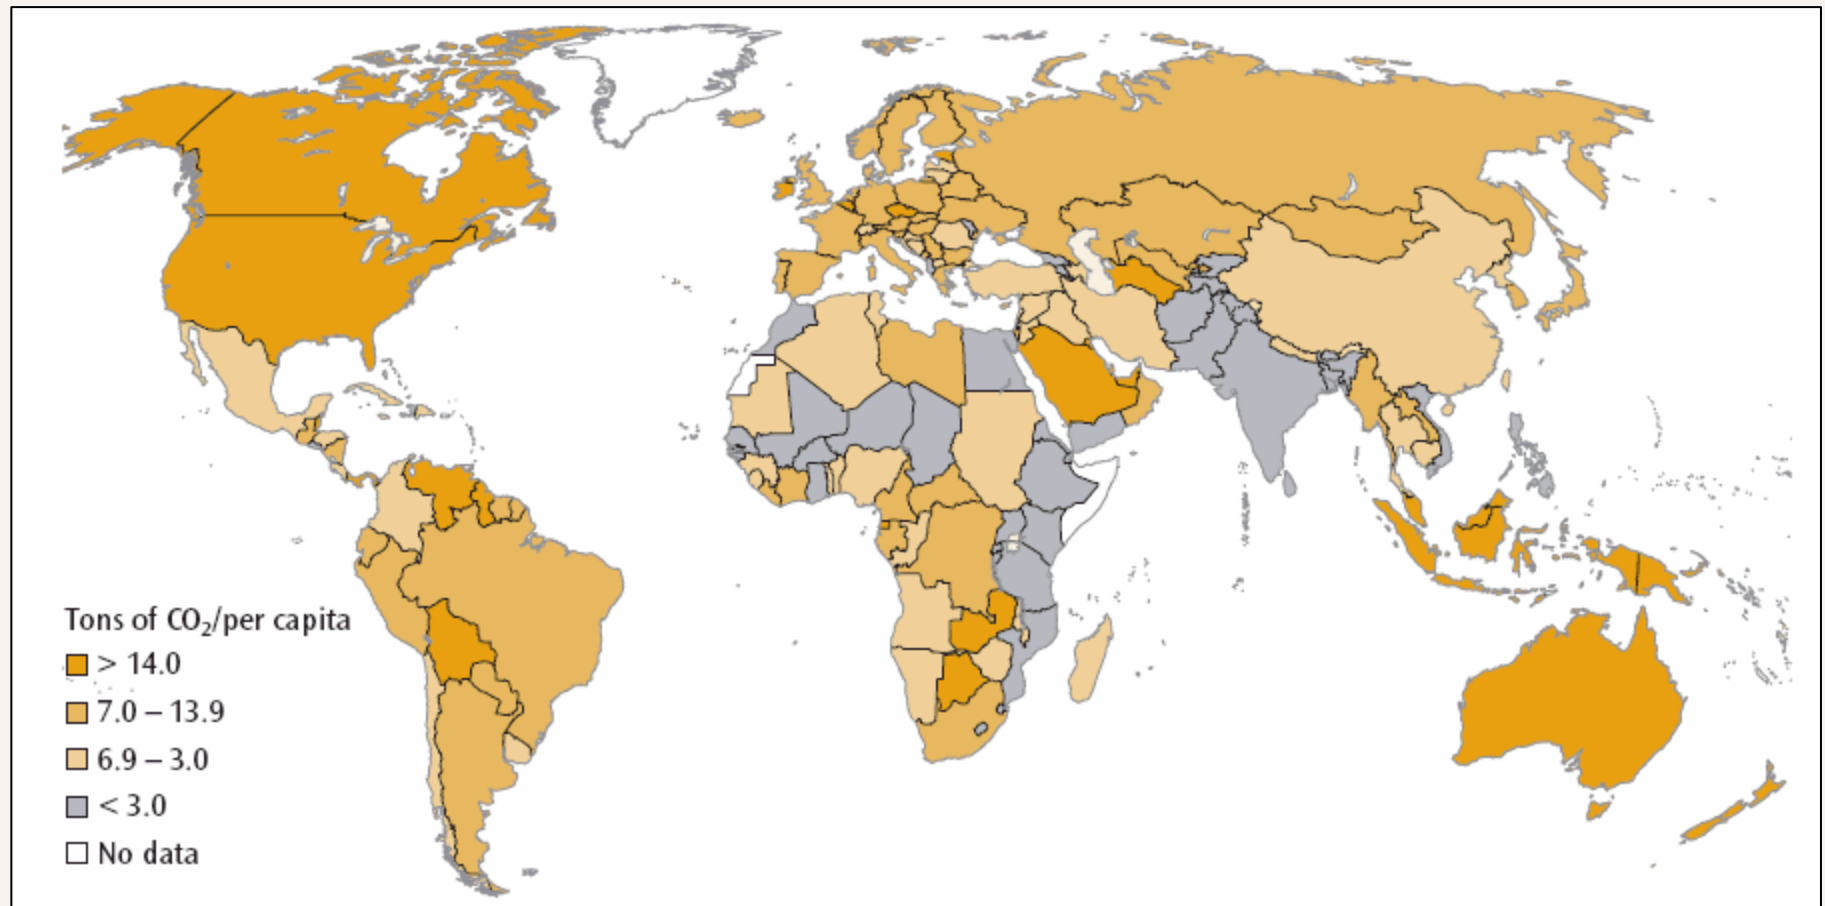 Tons of CO₂/per capita
> 14.0
7.0 – 13.9
6.9 – 3.0
< 3.0
No data